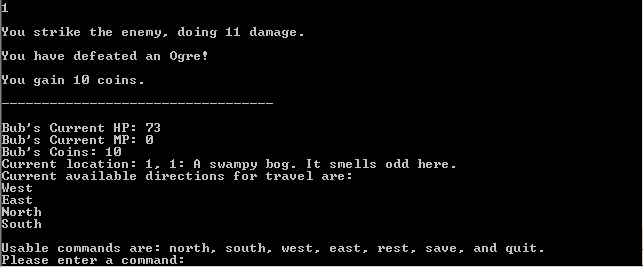 1
You strike the enemy, doing 11 damage.
You have defeated an Ogre!
You gain 10 coins.
----------------------------------
Bub's Current HP: 73
Bub's Current MP: 0
Bub's Coins: 10
Current location: 1, 1: A swampy bog. It smells odd here.
Current available directions for travel are:
West
East
North
South
Usable commands are: north, south, west, east, rest, save, and quit.
Please enter a command: